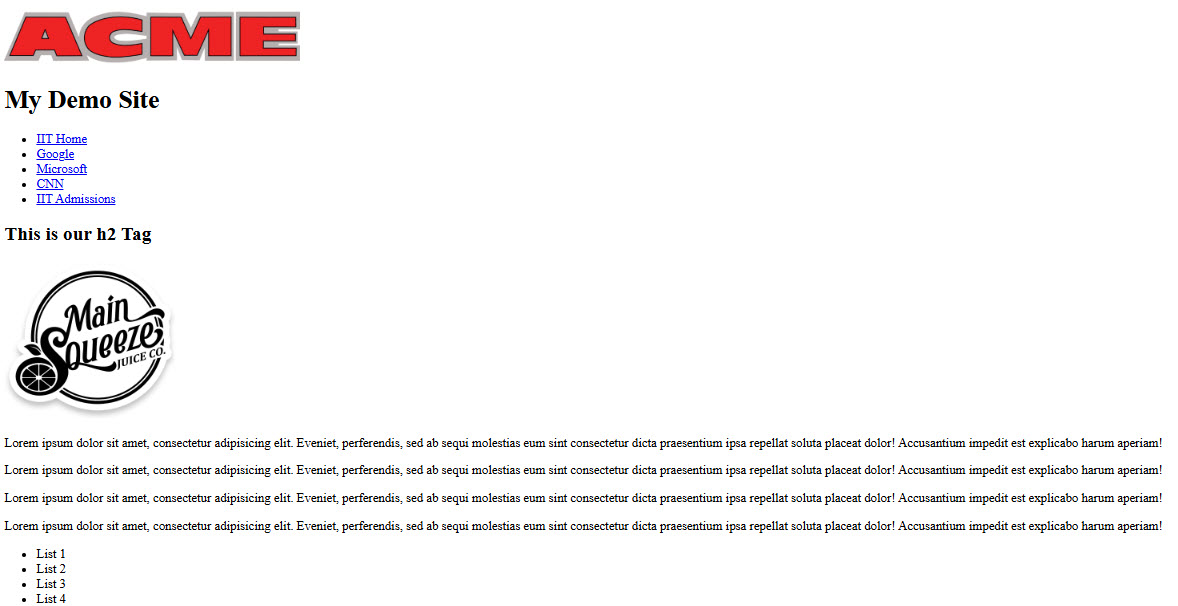 ACME
My Demo Site
IIT Home
Google
Microsoft
CNN
IIT Admissions
This is our h2 Tag
Main
Squeeze
JUICE CO.
Lorem ipsum dolor sit amet, consectetur adipisicing elit. Eveniet, perferendis, sed ab sequi molestias eum sint consectetur dicta praesentium ipsa repellat soluta placeat dolor! Accusantium impedit est explicabo harum aperiam!
Lorem ipsum dolor sit amet, consectetur adipisicing elit. Eveniet, perferendis, sed ab sequi molestias eum sint consectetur dicta praesentium ipsa repellat soluta placeat dolor! Accusantium impedit est explicabo harum aperiam!
Lorem ipsum dolor sit amet, consectetur adipisicing elit. Eveniet, perferendis, sed ab sequi molestias eum sint consectetur dicta praesentium ipsa repellat soluta placeat dolor! Accusantium impedit est explicabo harum aperiam!
Lorem ipsum dolor sit amet, consectetur adipisicing elit. Eveniet, perferendis, sed ab sequi molestias eum sint consectetur dicta praesentium ipsa repellat soluta placeat dolor! Accusantium impedit est explicabo harum aperiam!
List 1
List 2
List 3
List 4